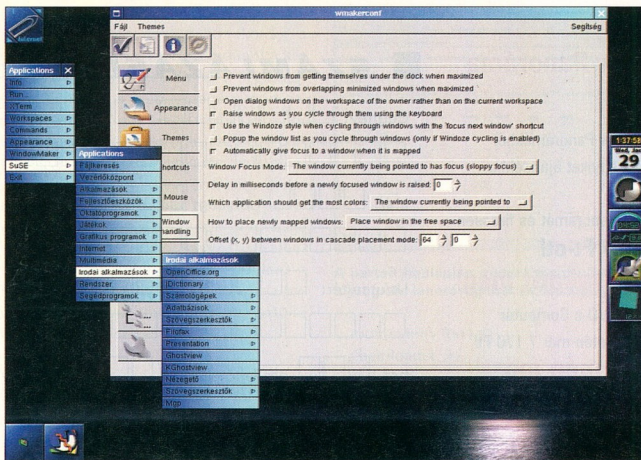 Internet
wmakerconf
Fájl Themes Segítség
Menu
Appearance
Themes
Shortcuts
Mouse
Window
Handling
Prevent windows from getting themselves under the dock when maximized
Prevent windows from overlapping minimized windows when maximized
Open dialog windows on the workspace of the owner rather than on the current workspace
Raise windows as you cycle through them using the keyboard
Use the Windoze style when cycling through windows with the 'focus next window' shortcut
Popup the window list as you cycle through windows (only if Windoze cycling is enabled)
Automatically give focus to a window when it is mapped
Window Focus Mode: The window currently being pointed to has focus (sloppy focus)
Delay in milliseconds before a newly focused window is raised: 0
Which application should get the most colors: The window currently being pointed to
How to place newly mapped windows: Place window in the free space
Offset (x, y) between windows in cascade placement mode: 64 0
Applications
Info
Run...
XTerm
Workspaces
Commands
Appearance
WindowMaker
SuSE
Exit
Applications
Fájlkeresés
Vezérlőközpont
Alkalmazások
Fejlesztőeszközök
Oktatóprogramok
Játékok
Grafikus programok
Internet
Multimédia
Irodai alkalmazások
Rendszer
Segédprogramok
Irodai alkalmazások
OpenOffice.org
jDictionary
Számológépek
Adatbázisok
Szövegszerkesztők
Filofax
Presentation
Ghostview
KGhostview
Nézegető
Szövegszerkesztők
Mgp
1:37:58
29